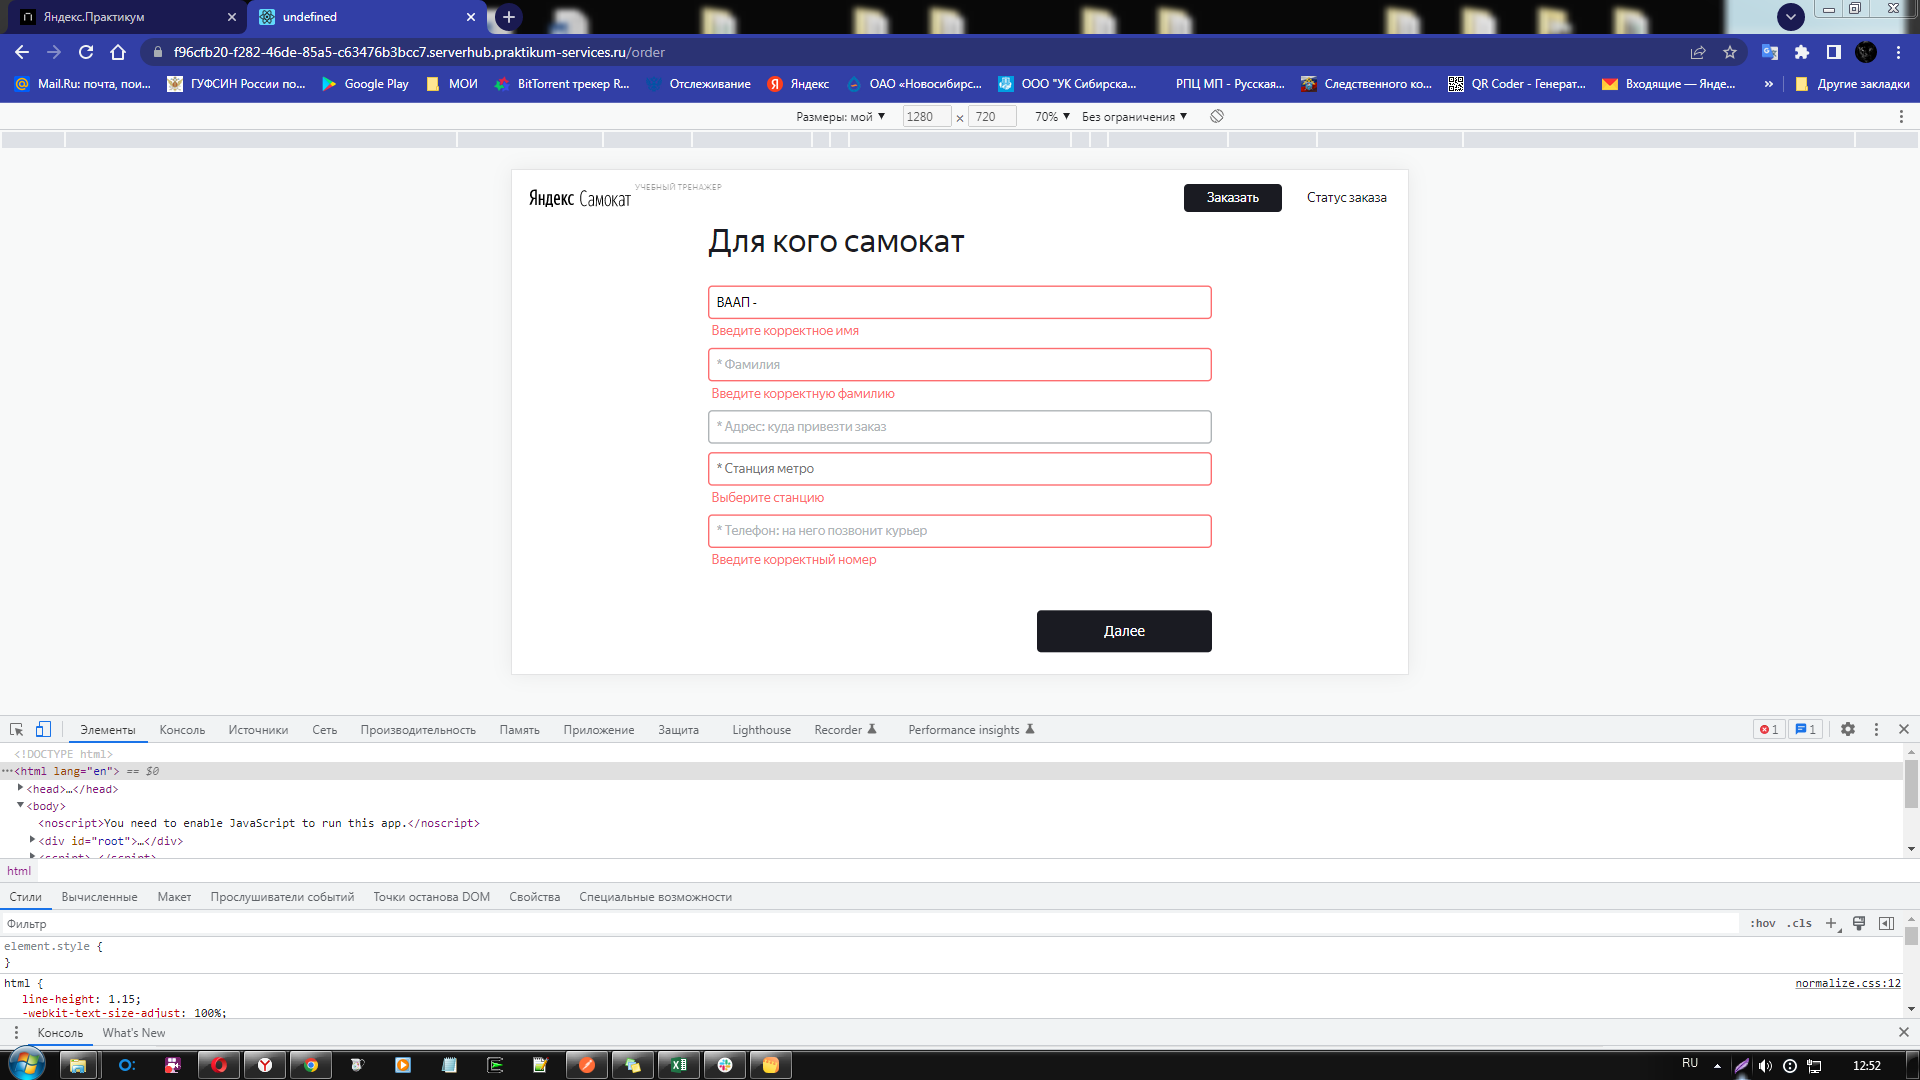 Яндекс.Практикум
undefined
f96cfb20-f282-46de-85a5-c63476b3bcc7.serverhub.praktikum-services.ru/order
Mail.Ru: почта, пои...
ГУФСИН России по...
Google Play
МОИ
BitTorrent трекер R...
Отслеживание
Яндекс
ОАО «Новосибирс...
ООО "УК Сибирска...
РПЦ МП - Русская...
Следственного ко...
QR Coder - Генерат...
Входящие — Янде...
»
Другие закладки
Размеры: мой
1280 × 720
70%
Без ограничения
Яндекс Самокат
УЧЕБНЫЙ ТРЕНАЖЕР
Заказать
Статус заказа
Для кого самокат
ВААП -
Введите корректное имя
* Фамилия
Введите корректную фамилию
* Адрес: куда привезти заказ
* Станция метро
Выберите станцию
* Телефон: на него позвонит курьер
Введите корректный номер
Далее
Элементы
Консоль
Источники
Сеть
Производительность
Память
Приложение
Защита
Lighthouse
Recorder
Performance insights
1
1
<!DOCTYPE html>
···<html lang="en"> == $0
<head>…</head>
<body>
<noscript>You need to enable JavaScript to run this app.</noscript>
<div id="root">…</div>
<script>…</script>
html
Стили
Вычисленные
Макет
Прослушиватели событий
Точки останова DOM
Свойства
Специальные возможности
Фильтр
:hov .cls
element.style {
}
html {
normalize.css:12
line-height: 1.15;
-webkit-text-size-adjust: 100%;
Консоль
What's New
RU
12:52